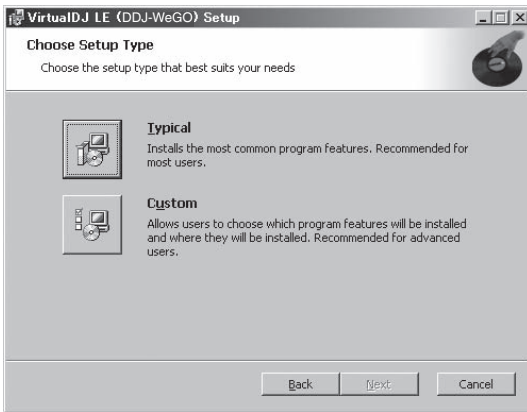 VirtualDJ LE (DDJ-WeGO) Setup
Choose Setup Type
Choose the setup type that best suits your needs
Typical
Installs the most common program features. Recommended for
most users.
Custom
Allows users to choose which program features will be installed
and where they will be installed. Recommended for advanced
users.
Back
Next
Cancel